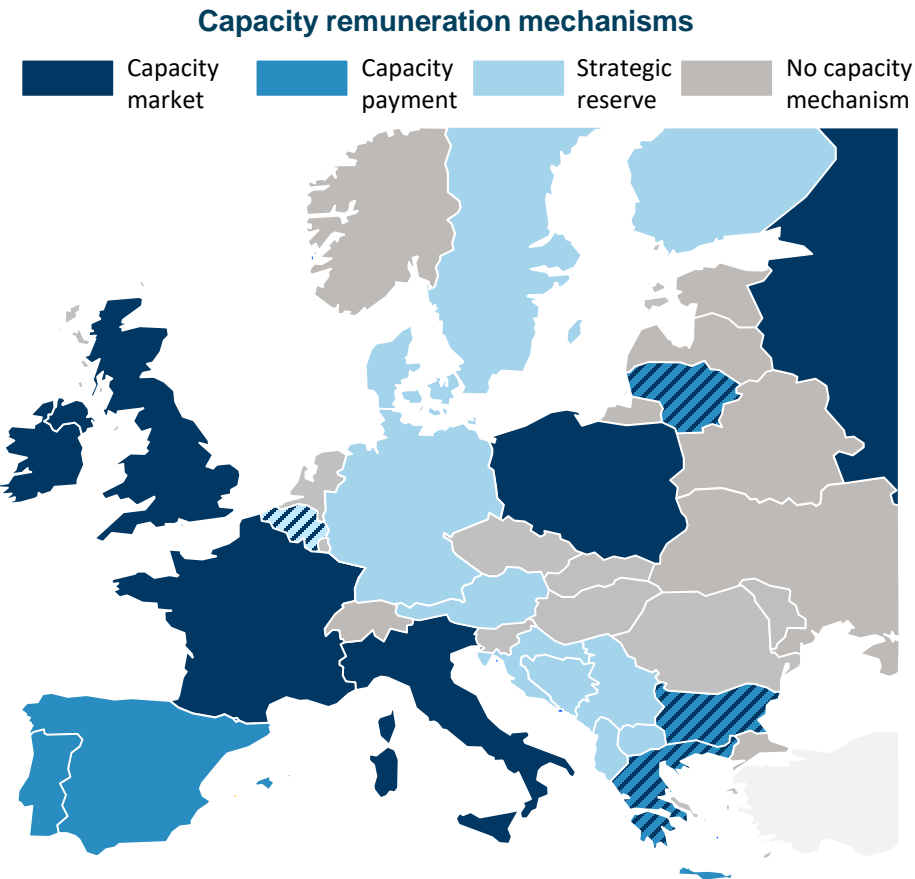 Capacity remuneration mechanisms
Capacity
market
Capacity
payment
Strategic
reserve
No capacity
mechanism